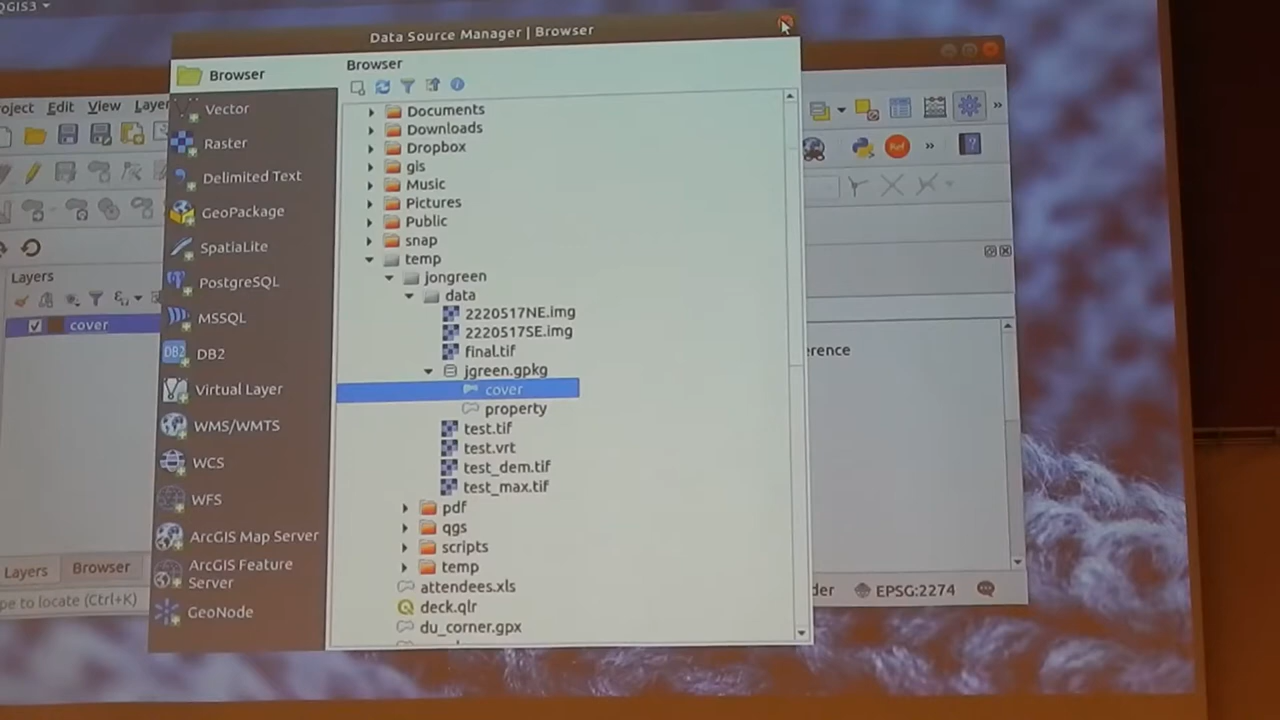 QGIS3
Data Source Manager | Browser
Browser
Browser
Vector
Raster
Delimited Text
GeoPackage
SpatiaLite
PostgreSQL
MSSQL
DB2
DB2
Virtual Layer
WMS/WMTS
WCS
WFS
ArcGIS Map Server
ArcGIS Feature
Server
GeoNode
Documents
Downloads
Dropbox
gis
Music
Pictures
Public
snap
temp
jongreen
data
2220517NE.img
2220517SE.img
final.tif
jgreen.gpkg
cover
property
test.tif
test.vrt
test_dem.tif
test_max.tif
pdf
qgs
scripts
temp
attendees.xls
deck.qlr
du_corner.gpx
oject Edit View Layer
Layers
cover
Layers Browser
pe to locate (Ctrl+K)
Ref
»
»
erence
der EPSG:2274